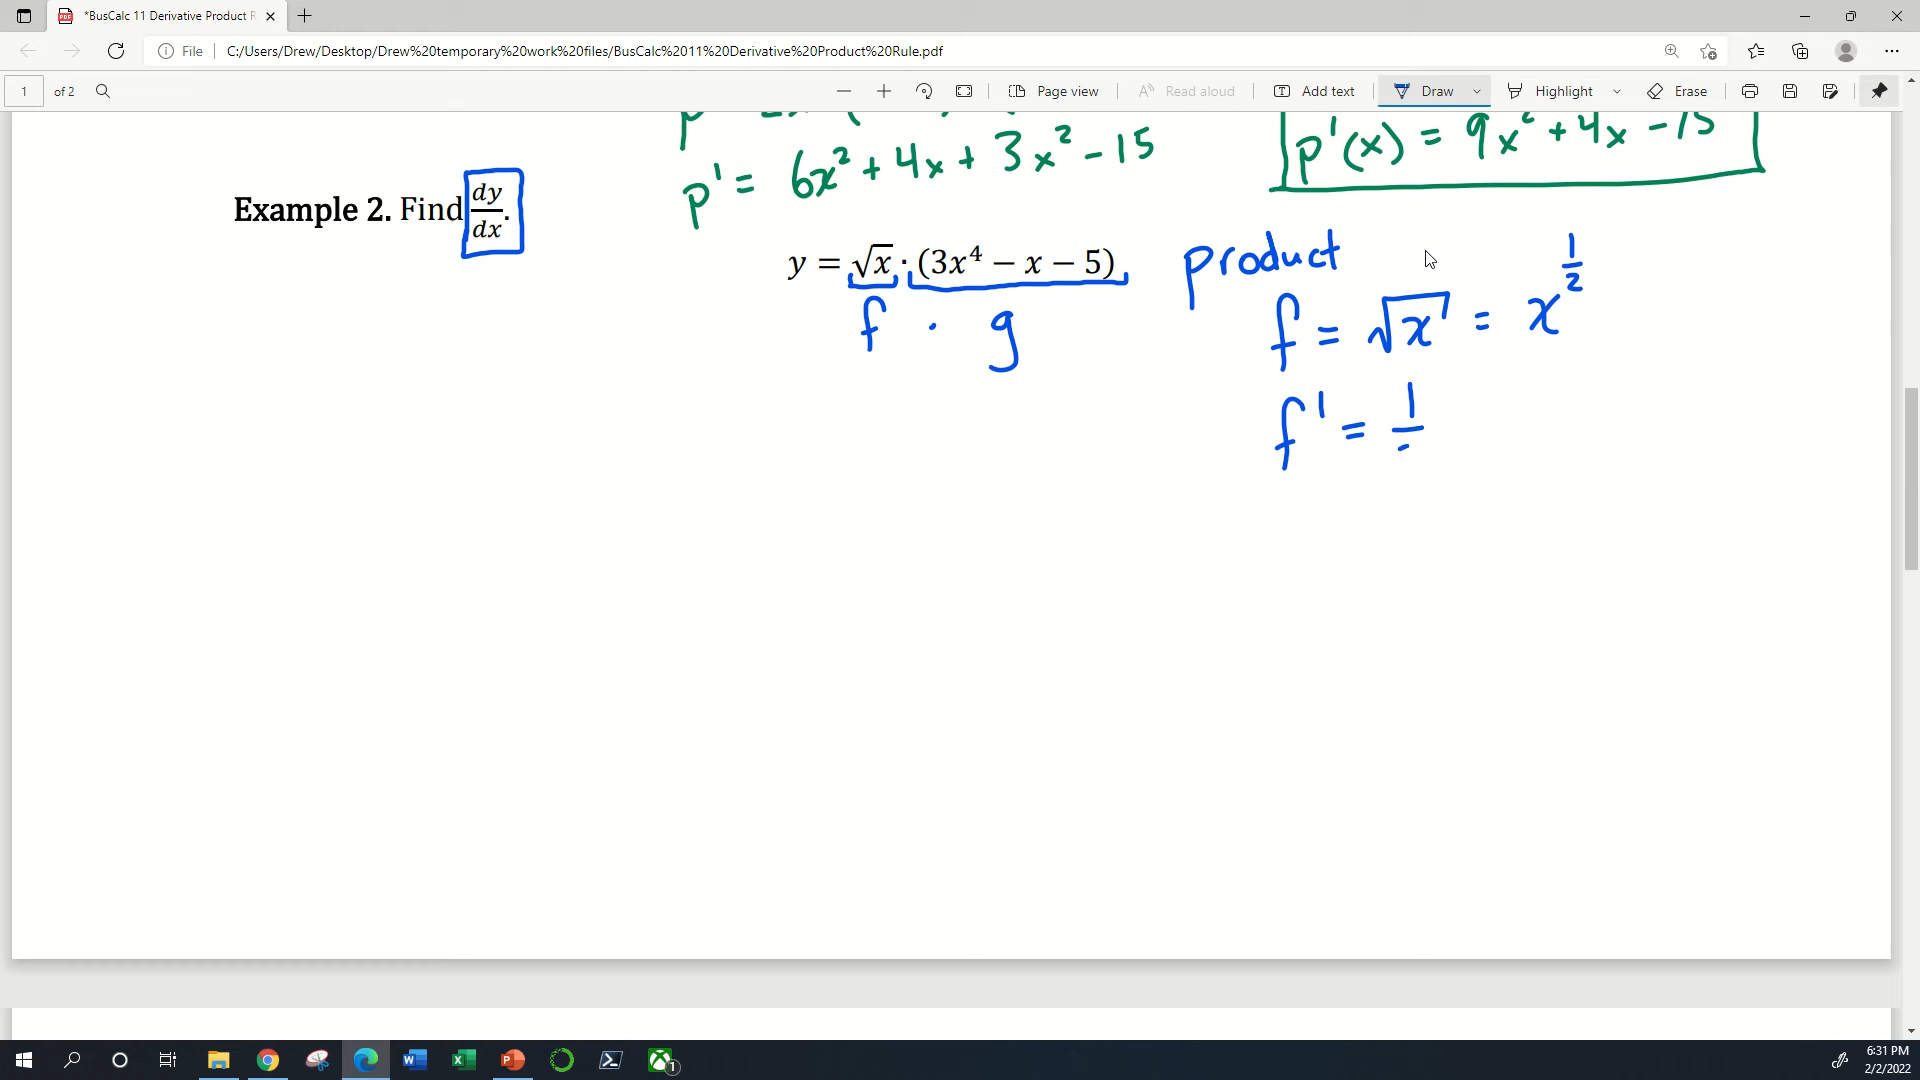 *BusCalc 11 Derivative Product R
File C:/Users/Drew/Desktop/Drew%20temporary%20work%20files/BusCalc%2011%20Derivative%20Product%20Rule.pdf
1 of 2 Page view Read aloud Add text Draw Highlight Erase
p' = 6x² + 4x + 3x² - 15
p'(x) = 9x² + 4x - 15
Example 2. Find dy/dx.
y = √x · (3x⁴ − x − 5)
f · g
product
f = √x = x^(1/2)
f' = 1
6:31 PM
2/2/2022